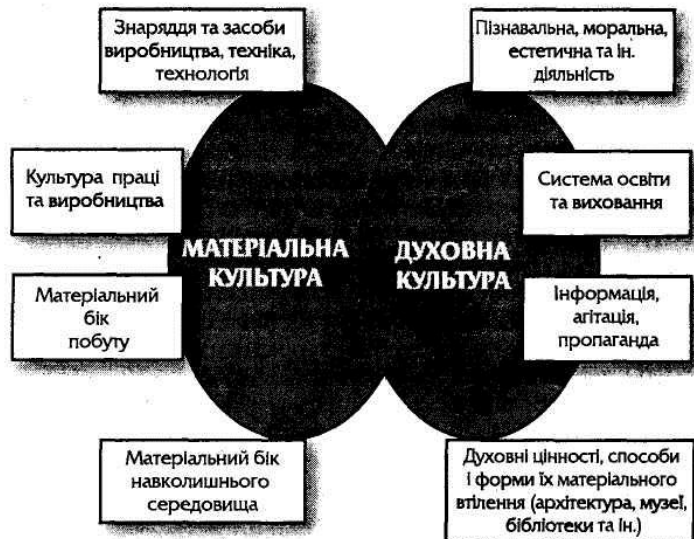 Знаряддя та засоби
виробництва, техніка,
технологія
Пізнавальна, моральна,
естетична та ін.
діяльність
Культура праці
та виробництва
Система освіти
та виховання
МАТЕРІАЛЬНА
КУЛЬТУРА
ДУХОВНА
КУЛЬТУРА
Матеріальний
бік
побуту
Інформація,
агітація,
пропаганда
Матеріальний бік
навколишнього
середовища
Духовні цінності, способи
і форми їх матеріального
втілення (архітектура, музеї,
бібліотеки та ін.)